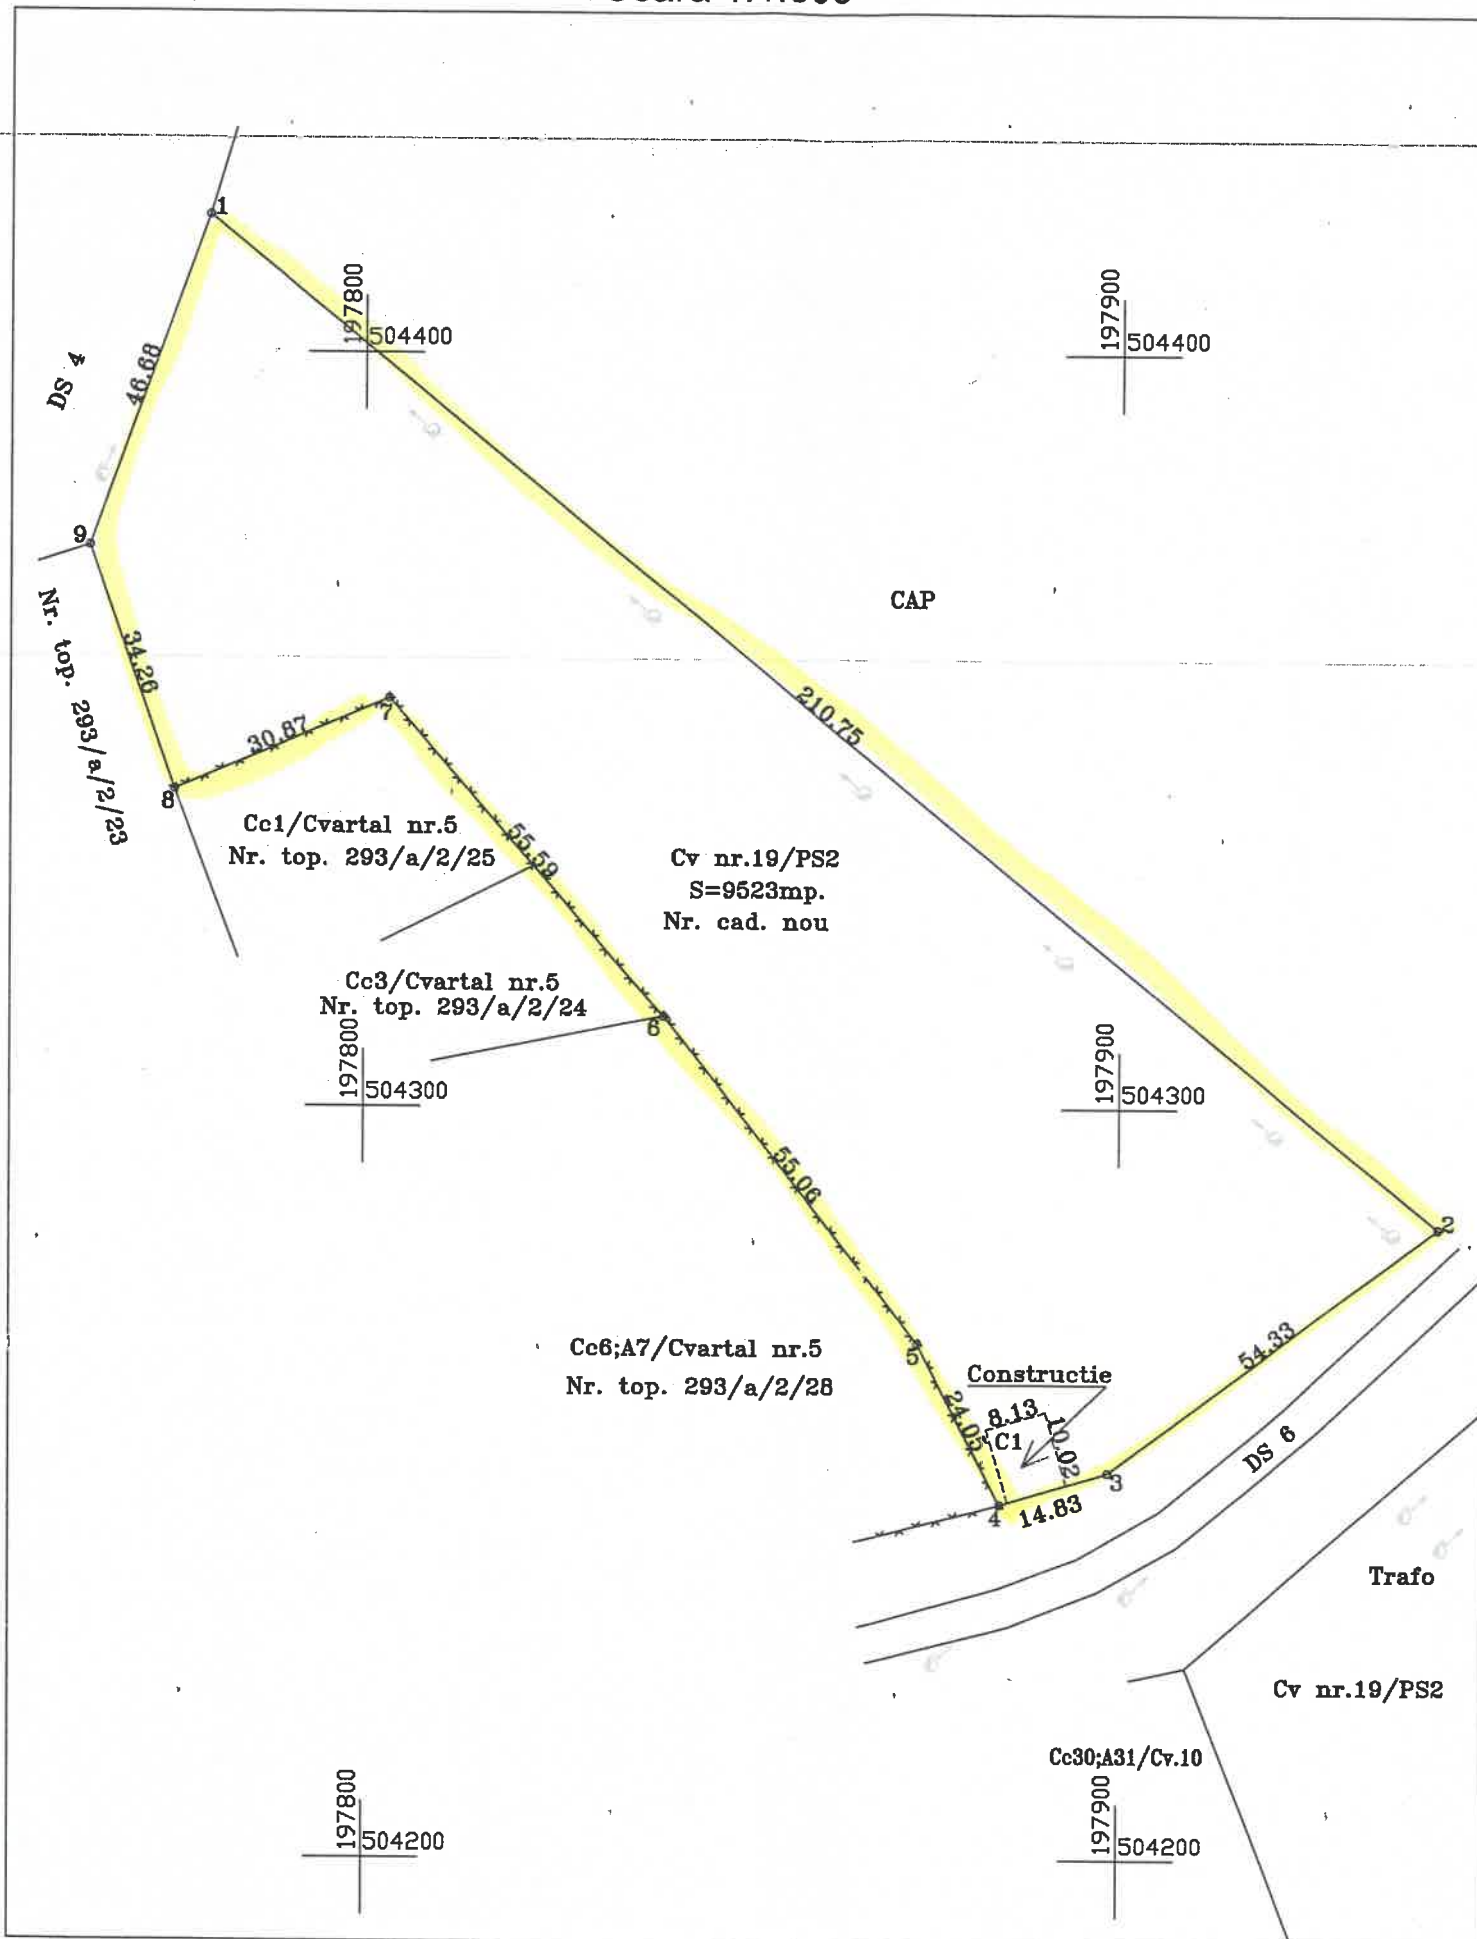 1
197800
504400
197900
504400
DS 4
46.68
9
CAP
Nr. top. 293/a/2/23
34.26
210.75
7
30.87
8
Cc1/Cvartal nr.5
Nr. top. 293/a/2/25
55.59
Cv nr.19/PS2
S=9523mp.
Nr. cad. nou
Cc3/Cvartal nr.5
Nr. top. 293/a/2/24
6
197800
504300
197900
504300
55.06
2
Cc6;A7/Cvartal nr.5
Nr. top. 293/a/2/28
5
54.33
Constructie
24.05
8.13
C1
10.02
DS 6
3
4
14.83
Trafo
Cv nr.19/PS2
Cc30;A31/Cv.10
197800
504200
197900
504200